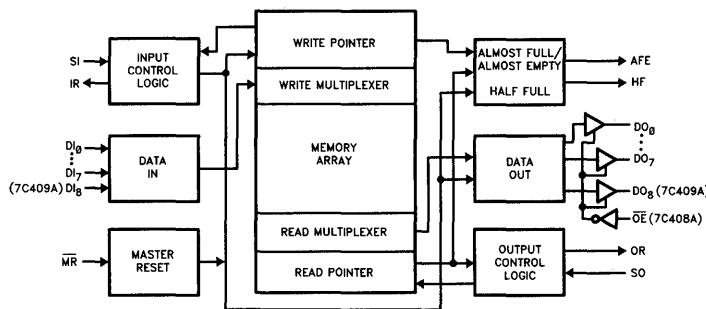 SI
IR
INPUT
CONTROL
LOGIC
WRITE POINTER
WRITE MULTIPLEXER
MEMORY
ARRAY
READ MULTIPLEXER
READ POINTER
ALMOST FULL/
ALMOST EMPTY
HALF FULL
AFE
HF
DI0
DI7
(7C409A) DI8
DATA
IN
DATA
OUT
DO0
DO7
DO8 (7C409A)
OE (7C408A)
MR
MASTER
RESET
OUTPUT
CONTROL
LOGIC
OR
SO